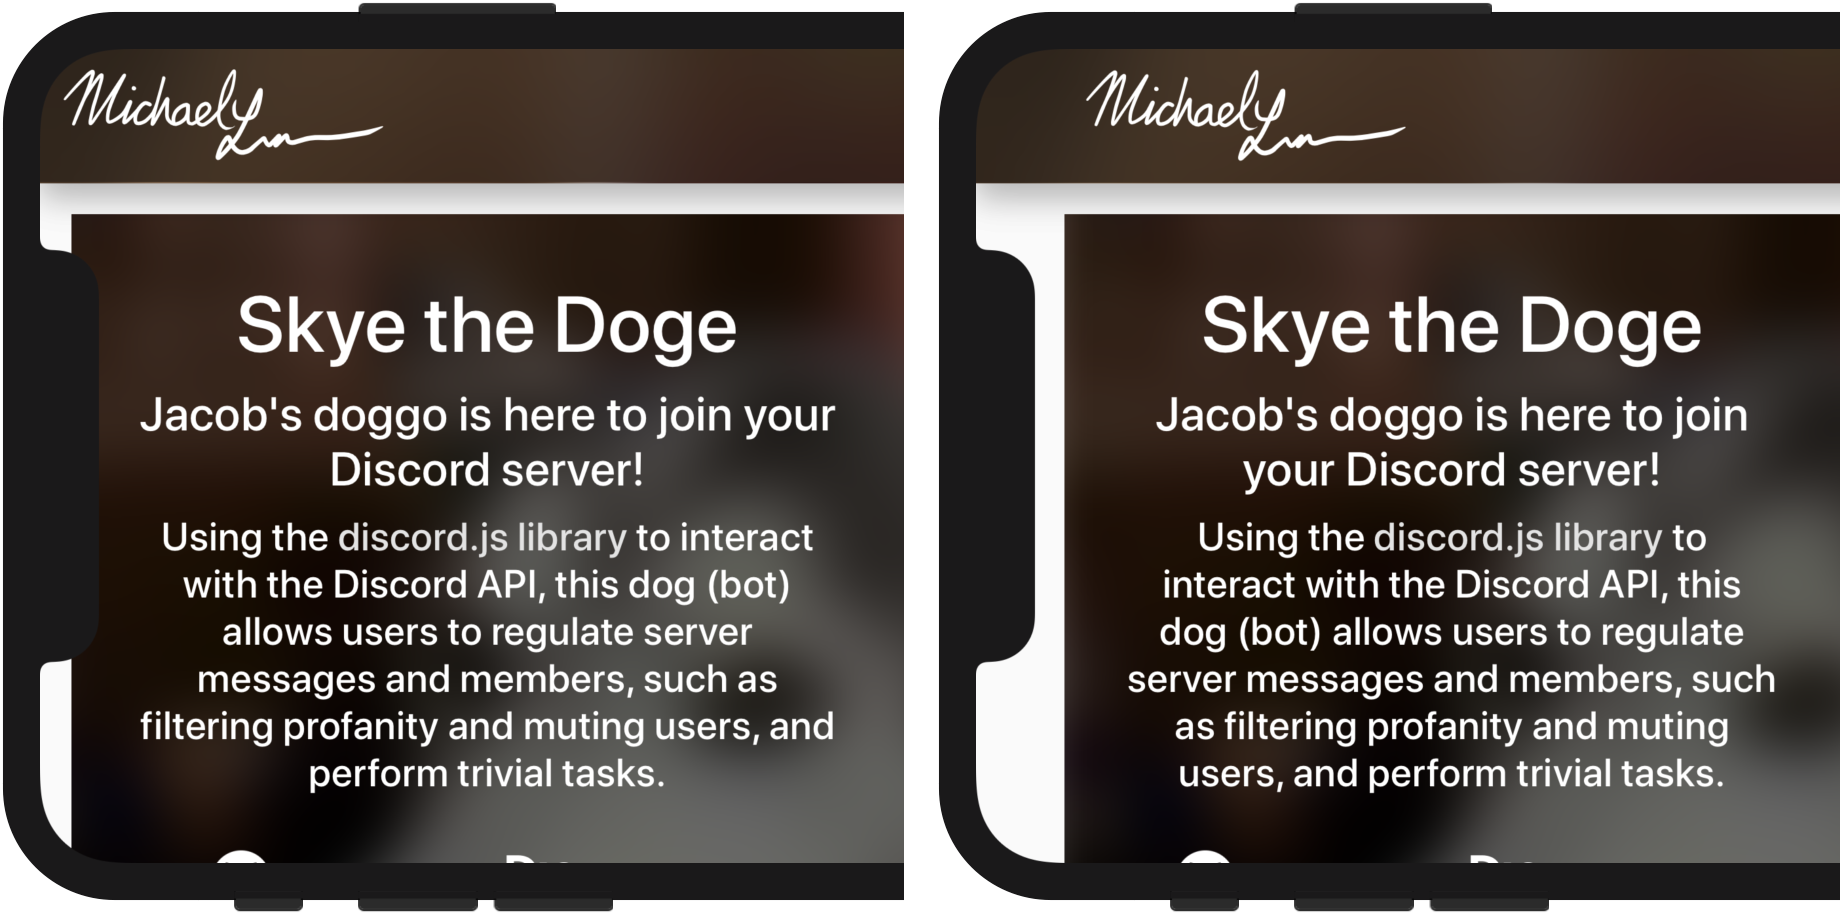 Michael
Lin
Skye the Doge
Jacob's doggo is here to join your
Discord server!
Using the discord.js library to interact
with the Discord API, this dog (bot)
allows users to regulate server
messages and members, such as
filtering profanity and muting users, and
perform trivial tasks.
Michael
Lin
Skye the Doge
Jacob's doggo is here to join
your Discord server!
Using the discord.js library to
interact with the Discord API, this
dog (bot) allows users to regulate
server messages and members, such
as filtering profanity and muting
users, and perform trivial tasks.